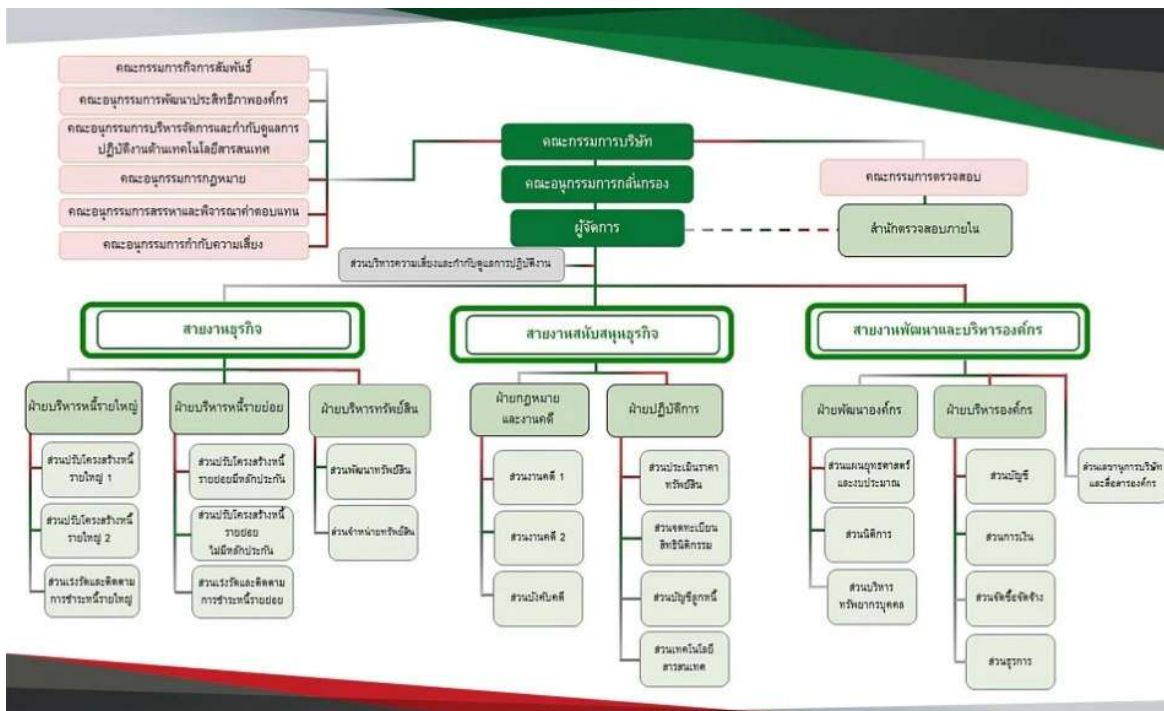 คณะกรรมการกิจการสัมพันธ์
คณะอนุกรรมการพัฒนาประสิทธิภาพองค์กร
คณะอนุกรรมการบริหารจัดการและกำกับดูแลการ
ปฏิบัติงานด้านเทคโนโลยีสารสนเทศ
คณะอนุกรรมการกฎหมาย
คณะอนุกรรมการสรรหาและพิจารณาค่าตอบแทน
คณะอนุกรรมการกำกับความเสี่ยง
คณะกรรมการบริษัท
คณะอนุกรรมการกลั่นกรอง
ผู้จัดการ
คณะกรรมการตรวจสอบ
สำนักตรวจสอบภายใน
ส่วนบริหารความเสี่ยงและกำกับดูแลการปฏิบัติงาน
สายงานธุรกิจ
สายงานสนับสนุนธุรกิจ
สายงานพัฒนาและบริหารองค์กร
ฝ่ายบริหารหนี้รายใหญ่
ส่วนปรับโครงสร้างหนี้
รายใหญ่ 1
ส่วนปรับโครงสร้างหนี้
รายใหญ่ 2
ส่วนเร่งรัดและติดตาม
การชำระหนี้รายใหญ่
ฝ่ายบริหารหนี้รายย่อย
ส่วนปรับโครงสร้างหนี้
รายย่อยมีหลักประกัน
ส่วนปรับโครงสร้างหนี้
รายย่อย
ไม่มีหลักประกัน
ส่วนเร่งรัดและติดตาม
การชำระหนี้รายย่อย
ฝ่ายบริหารทรัพย์สิน
ส่วนพัฒนาทรัพย์สิน
ส่วนจำหน่ายทรัพย์สิน
ฝ่ายกฎหมาย
และงานคดี
ส่วนงานคดี 1
ส่วนงานคดี 2
ส่วนบังคับคดี
ฝ่ายปฏิบัติการ
ส่วนประเมินราคา
ทรัพย์สิน
ส่วนจดทะเบียน
สิทธินิติกรรม
ส่วนบัญชีลูกหนี้
ส่วนเทคโนโลยี
สารสนเทศ
ฝ่ายพัฒนาองค์กร
ส่วนแผนยุทธศาสตร์
และงบประมาณ
ส่วนนิติการ
ส่วนบริหาร
ทรัพยากรบุคคล
ฝ่ายบริหารองค์กร
ส่วนบัญชี
ส่วนการเงิน
ส่วนจัดซื้อจัดจ้าง
ส่วนธุรการ
ส่วนเลขานุการบริษัท
และสื่อสารองค์กร